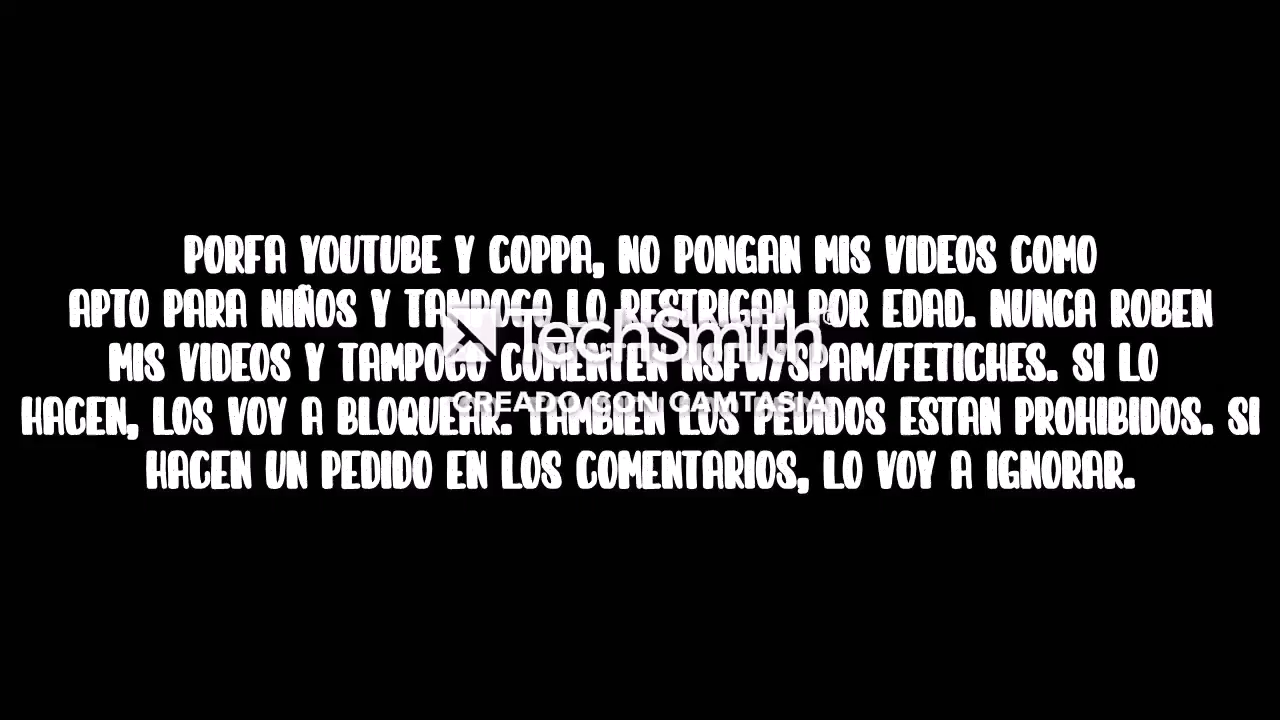 PORFA YOUTUBE Y COPPA, NO PONGAN MIS VIDEOS COMO
APTO PARA NIÑOS Y TAMPOCO LO RESTRIGAN POR EDAD. NUNCA ROBEN
MIS VIDEOS Y TAMPOCO COMENTEN NSFW/SPAM/FETICHES. SI LO
HACEN, LOS VOY A BLOQUEAR. TAMBIEN LOS PEDIDOS ESTAN PROHIBIDOS. SI
HACEN UN PEDIDO EN LOS COMENTARIOS, LO VOY A IGNORAR.
TechSmith®
CREADO CON CAMTASIA